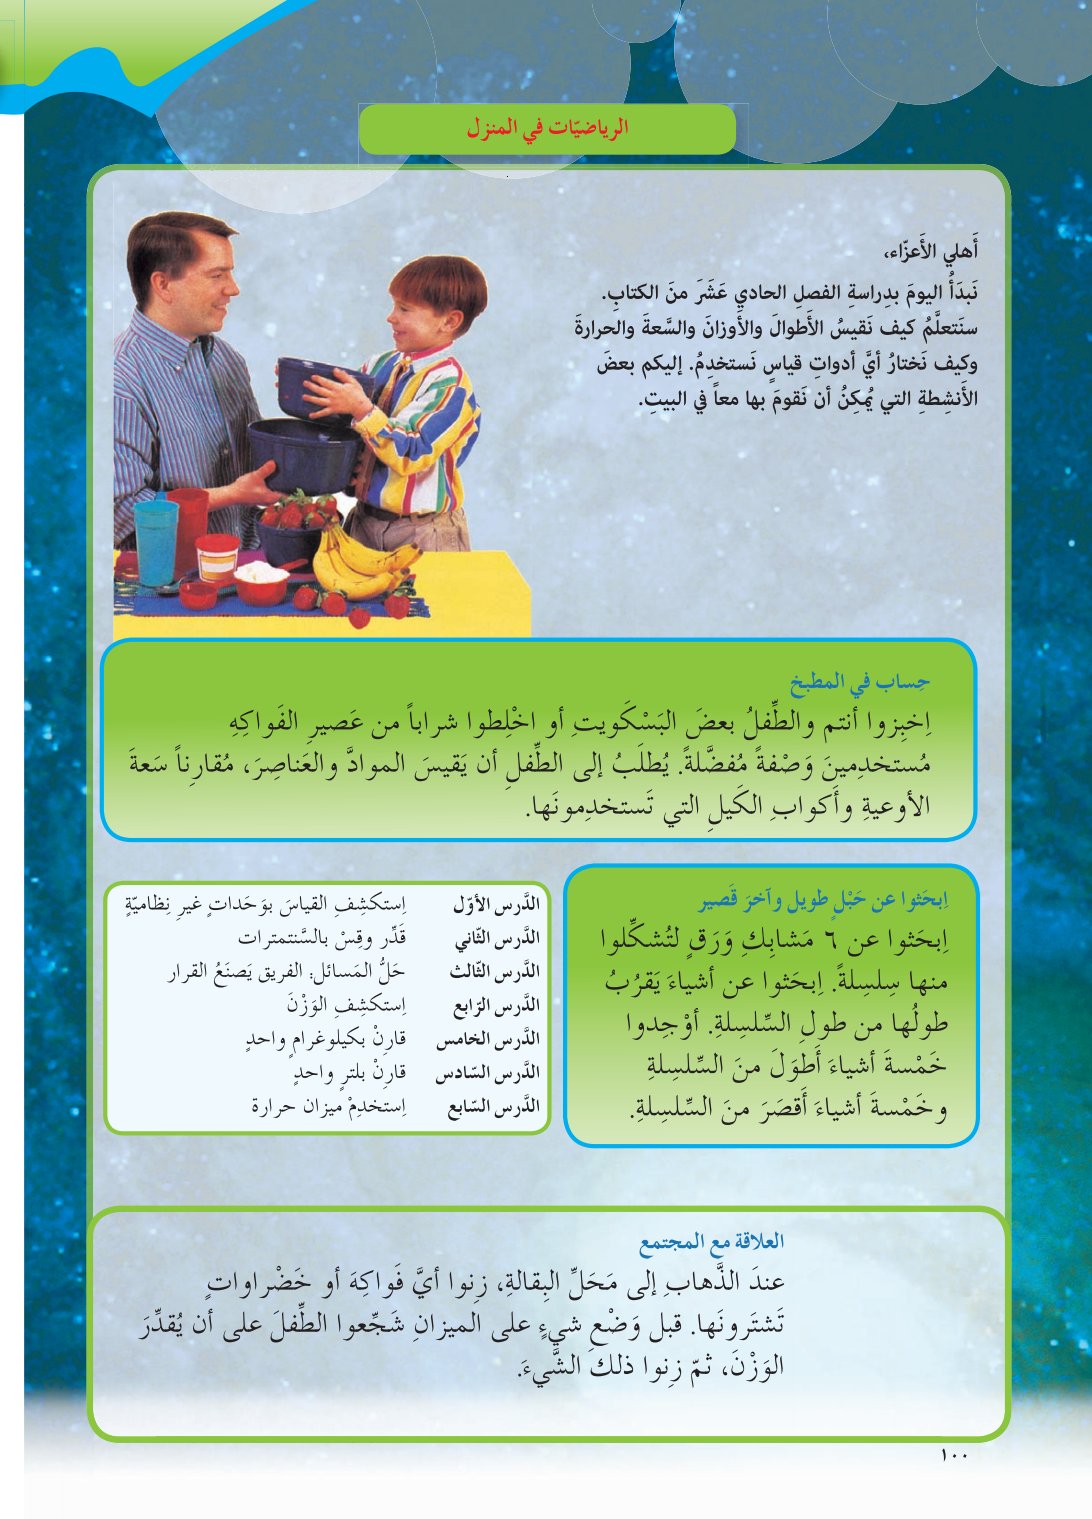 الرياضيّات في المنزل
أَهلي الأَعزّاء،
نَبدَأُ اليومَ بدِراسةِ الفصلِ الحادي عَشَرَ منَ الكتابِ.
سنَتعلَّمُ كيف نَقيسُ الأَطوالَ والأَوزانَ والسَّعةَ والحرارةَ
وكيف نَختارُ أيَّ أدواتِ قياسٍ نَستخدِمُ. إليكم بعضَ
الأَنشِطةِ التي يُمكِنُ أن نَقومَ بها معاً في البيتِ.
حِساب في المطبخ
اِخبِزوا أنتم والطِّفلُ بعضَ البَسْكَويتِ أو اخْلِطوا شراباً من عَصيرِ الفَواكِهِ
مُستخدِمينَ وَصْفةً مُفضَّلةً. يُطلَبُ إلى الطِّفلِ أن يَقيسَ الموادَّ والعَناصِرَ، مُقارِناً سَعةَ
الأوعيةِ وأَكوابِ الكَيلِ التي تَستخدِمونَها.
اِبحَثوا عن حَبْلٍ طويل وآخرَ قَصير
اِبحَثوا عن ٦ مَشابِكِ وَرَقٍ لتُشكِّلوا
منها سِلسِلةً. اِبحَثوا عن أشياءَ يَقرُبُ
طولُها من طولِ السِّلسِلةِ. أوْجِدوا
خَمْسةَ أشياءَ أَطوَلَ منَ السِّلسِلةِ
وخَمْسةَ أشياءَ أَقصَرَ منَ السِّلسِلةِ.
الدَّرس الأوّل اِستكشِفِ القياسَ بوَحَداتٍ غيرِ نِظاميّةٍ
الدَّرس الثّاني قَدِّر وقِسْ بالسَّنتمترات
الدَّرس الثّالث حَلُّ المَسائل: الفريق يَصنَعُ القرار
الدَّرس الرّابع اِستكشِفِ الوَزْنَ
الدَّرس الخامس قارِنْ بكيلوغرامٍ واحدٍ
الدَّرس السّادس قارِنْ بلترٍ واحدٍ
الدَّرس السّابع اِستخدِمْ ميزان حرارة
العلاقة مع المجتمع
عندَ الذَّهابِ إلى مَحَلِّ البِقالةِ، زِنوا أيَّ فَواكِهَ أو خَضْراواتٍ
تَشتَرونَها. قبل وَضْعِ شيءٍ على الميزانِ شَجِّعوا الطِّفلَ على أن يُقدِّرَ
الوَزْنَ، ثمّ زِنوا ذلكَ الشَّيءَ.
١٠٠